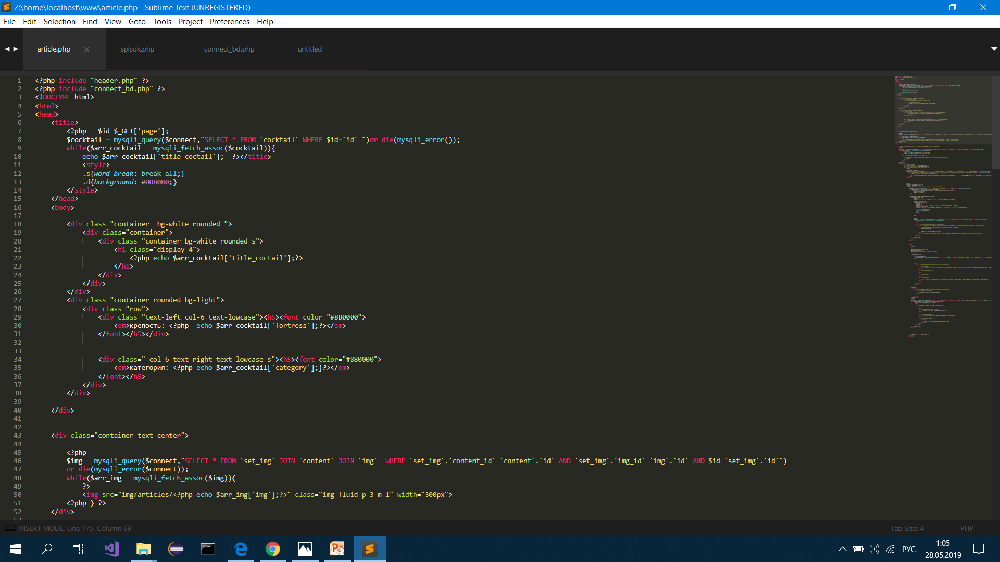 Z:\home\localhost\www\article.php - Sublime Text (UNREGISTERED)
File Edit Selection Find View Goto Tools Project Preferences Help
article.php spisok.php connect_bd.php untitled
1 <?php include "header.php" ?>
2 <?php include "connect_bd.php" ?>
3 <!DOCTYPE html>
4 <html>
5 <head>
6 <title>
7 <?php $id=$_GET['page'];
8 $cocktail = mysqli_query($connect,"SELECT * FROM `cocktail` WHERE $id=`id` ")or die(mysqli_error());
9 while($arr_cocktail = mysqli_fetch_assoc($cocktail)){
10 echo $arr_cocktail['title_coctail']; ?></title>
11 <style>
12 .s{word-break: break-all;}
13 .d{background: #008080;}
14 </style>
15 </head>
16 <body>
17
18 <div class="container bg-white rounded ">
19 <div class="container">
20 <div class="container bg-white rounded s">
21 <h1 class="display-4">
22 <?php echo $arr_cocktail['title_coctail'];?>
23 </h1>
24 </div>
25 </div>
26 </div>
27 <div class="container rounded bg-light">
28 <div class="row">
29 <div class="text-left col-6 text-lowcase"><h5><font color="#8B0000">
30 <em>крепость: <?php echo $arr_cocktail['fortress'];?></em>
31 </font></h5></div>
32
33
34 <div class=" col-6 text-right text-lowcase s"><h5><font color="#8B0000">
35 <em>категория: <?php echo $arr_cocktail['category'];}?></em>
36 </font></h5>
37 </div>
38 </div>
39
40 </div>
41
42
43 <div class="container text-center">
44
45 <?php
46 $img = mysqli_query($connect,"SELECT * FROM `set_img` JOIN `content` JOIN `img` WHERE `set_img`.`content_id`=`content`.`id` AND `set_img`.`img_id`=`img`.`id` AND $id=`set_img`.`id`")
47 or die(mysqli_error($connect));
48 while($arr_img = mysqli_fetch_assoc($img)){
49 ?>
50 <img src="img/articles/<?php echo $arr_img['img'];?>" class="img-fluid p-3 m-1" width="300px">
51 <?php } ?>
52 </div>
53
INSERT MODE, Line 175, Column 69 Tab Size: 4 PHP
РУС 1:05
28.05.2019